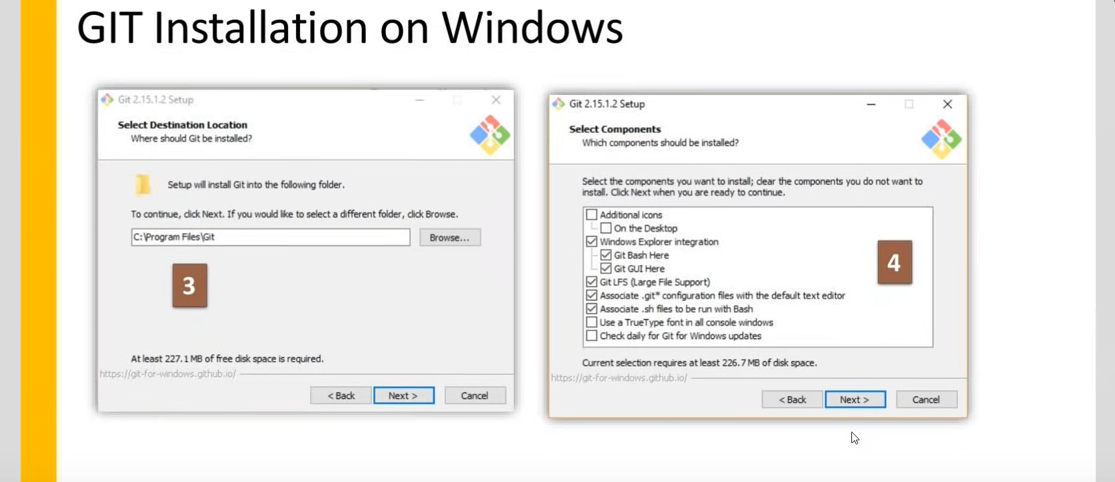 GIT Installation on Windows
Git 2.15.1.2 Setup
Select Destination Location
Where should Git be installed?
Setup will install Git into the following folder.
To continue, click Next. If you would like to select a different folder, click Browse.
C:\Program Files\Git
Browse...
3
At least 227.1 MB of free disk space is required.
https://git-for-windows.github.io/
< Back
Next >
Cancel
Git 2.15.1.2 Setup
Select Components
Which components should be installed?
Select the components you want to install; clear the components you do not want to
install. Click Next when you are ready to continue.
Additional icons
On the Desktop
Windows Explorer integration
Git Bash Here
Git GUI Here
Git LFS (Large File Support)
Associate .git* configuration files with the default text editor
Associate .sh files to be run with Bash
Use a TrueType font in all console windows
Check daily for Git for Windows updates
4
Current selection requires at least 226.7 MB of disk space.
https://git-for-windows.github.io/
< Back
Next >
Cancel